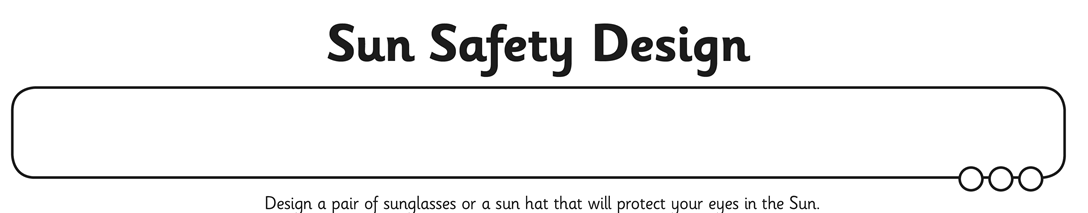 Sun Safety Design
Design a pair of sunglasses or a sun hat that will protect your eyes in the Sun.